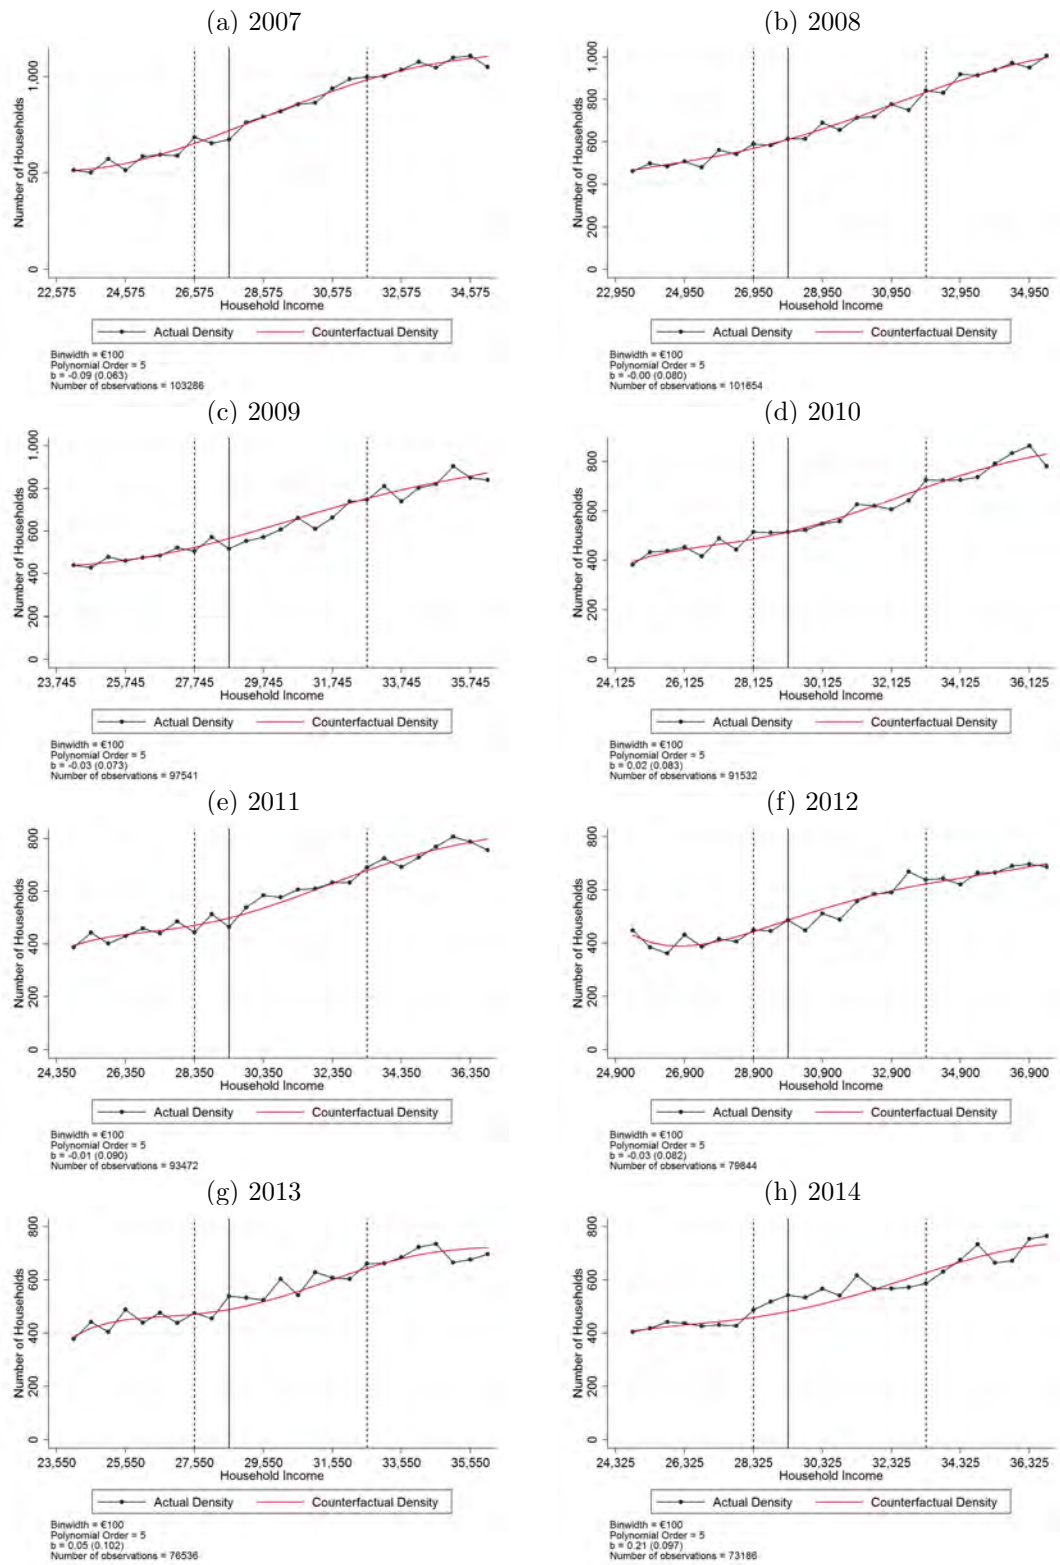 (a) 2007
Number of Households
0
500
1,000
22,575 24,575 26,575 28,575 30,575 32,575 34,575
Household Income
Actual Density Counterfactual Density
Binwidth = €100
Polynomial Order = 5
b = -0.09 (0.063)
Number of observations = 103286
(b) 2008
Number of Households
0
200
400
600
800
1,000
22,950 24,950 26,950 28,950 30,950 32,950 34,950
Household Income
Actual Density Counterfactual Density
Binwidth = €100
Polynomial Order = 5
b = -0.00 (0.080)
Number of observations = 101654
(c) 2009
Number of Households
0
200
400
600
800
1,000
23,745 25,745 27,745 29,745 31,745 33,745 35,745
Household Income
Actual Density Counterfactual Density
Binwidth = €100
Polynomial Order = 5
b = -0.03 (0.073)
Number of observations = 97541
(d) 2010
Number of Households
0
200
400
600
800
24,125 26,125 28,125 30,125 32,125 34,125 36,125
Household Income
Actual Density Counterfactual Density
Binwidth = €100
Polynomial Order = 5
b = 0.02 (0.083)
Number of observations = 91532
(e) 2011
Number of Households
0
200
400
600
800
24,350 26,350 28,350 30,350 32,350 34,350 36,350
Household Income
Actual Density Counterfactual Density
Binwidth = €100
Polynomial Order = 5
b = -0.01 (0.090)
Number of observations = 93472
(f) 2012
Number of Households
0
200
400
600
800
24,900 26,900 28,900 30,900 32,900 34,900 36,900
Household Income
Actual Density Counterfactual Density
Binwidth = €100
Polynomial Order = 5
b = -0.03 (0.082)
Number of observations = 79844
(g) 2013
Number of Households
0
200
400
600
800
23,550 25,550 27,550 29,550 31,550 33,550 35,550
Household Income
Actual Density Counterfactual Density
Binwidth = €100
Polynomial Order = 5
b = 0.05 (0.102)
Number of observations = 76536
(h) 2014
Number of Households
0
200
400
600
800
24,325 26,325 28,325 30,325 32,325 34,325 36,325
Household Income
Actual Density Counterfactual Density
Binwidth = €100
Polynomial Order = 5
b = 0.21 (0.097)
Number of observations = 73186